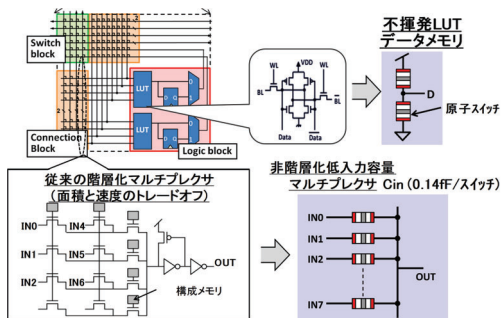 Switch block
不揮発LUT
データメモリ
VDD
WL
WL
BL
BL
Data
Data
D
原子スイッチ
LUT
D Q
LUT
D Q
Connection Block
Logic block
従来の階層化マルチプレクサ
(面積と速度のトレードオフ)
IN0
IN4
IN1
IN5
IN2
IN6
OUT
構成メモリ
非階層化低入力容量
マルチプレクサ Cin (0.14fF/スイッチ)
IN0
IN1
IN2
IN7
OUT